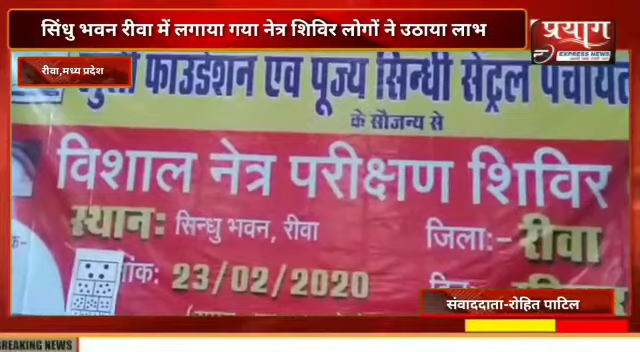 सिंधु भवन रीवा में लगाया गया नेत्र शिविर लोगों ने उठाया लाभ
प्रयाग
EXPRESS NEWS
रीवा,मध्य प्रदेश
फाउडेशन एव पूज्य सिन्धी सेट्रल पंचायत
के सौजन्य से
विशाल नेत्र परीक्षण शिविर
स्थान: सिन्धु भवन, रीवा
जिला:- रीवा
23/02/2020
संवाददाता-रोहित पाटिल
BREAKING NEWS